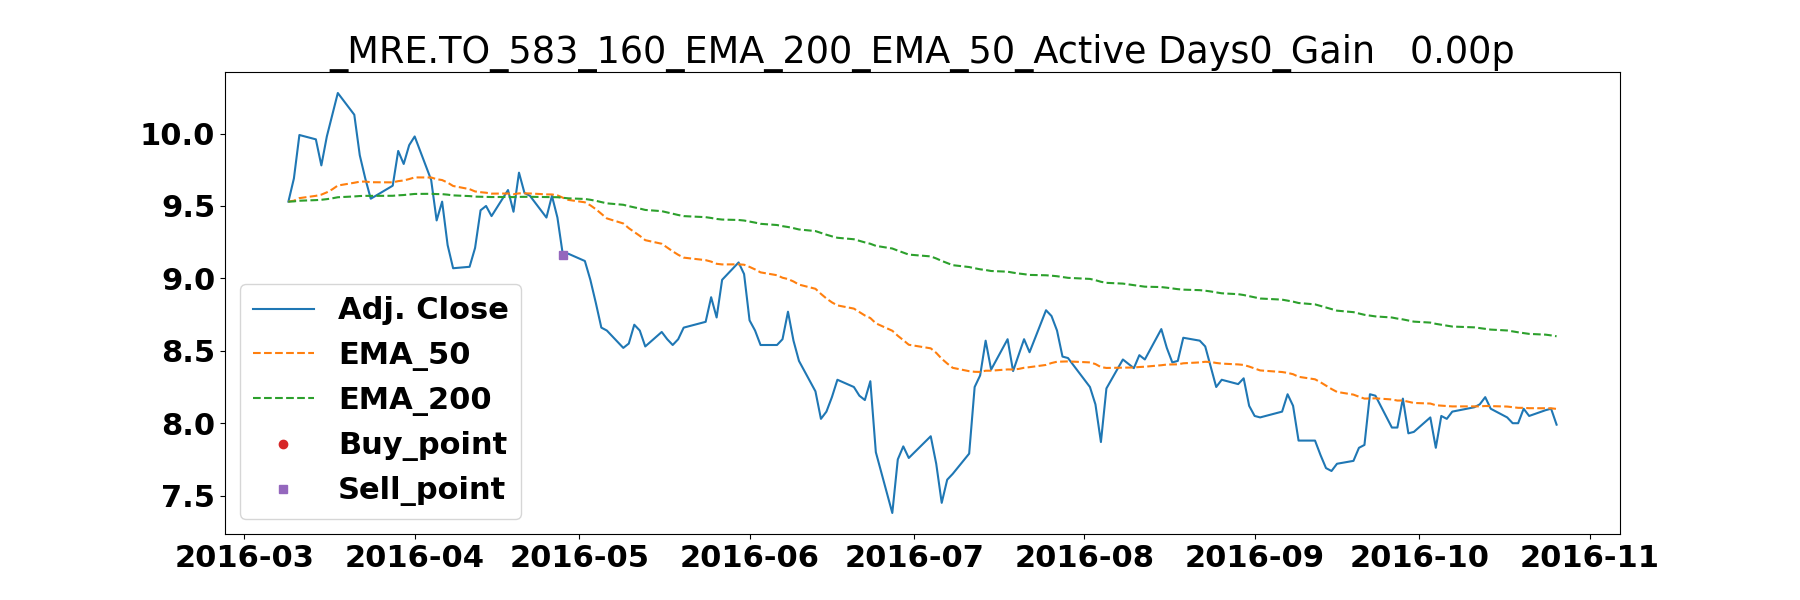 _MRE.TO_583_160_EMA_200_EMA_50_Active Days0_Gain   0.00p
10.0
9.5
9.0
8.5
8.0
7.5
Adj. Close
EMA_50
EMA_200
Buy_point
Sell_point
2016-03 2016-04 2016-05 2016-06 2016-07 2016-08 2016-09 2016-10 2016-11